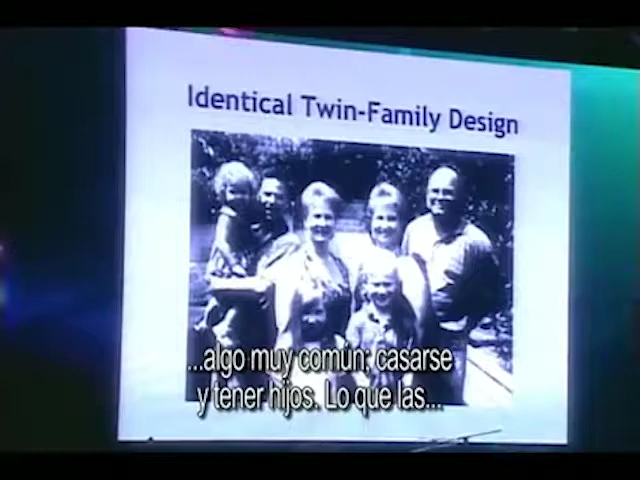 Identical Twin-Family Design
...algo muy común; casarse
y tener hijos. Lo que las...